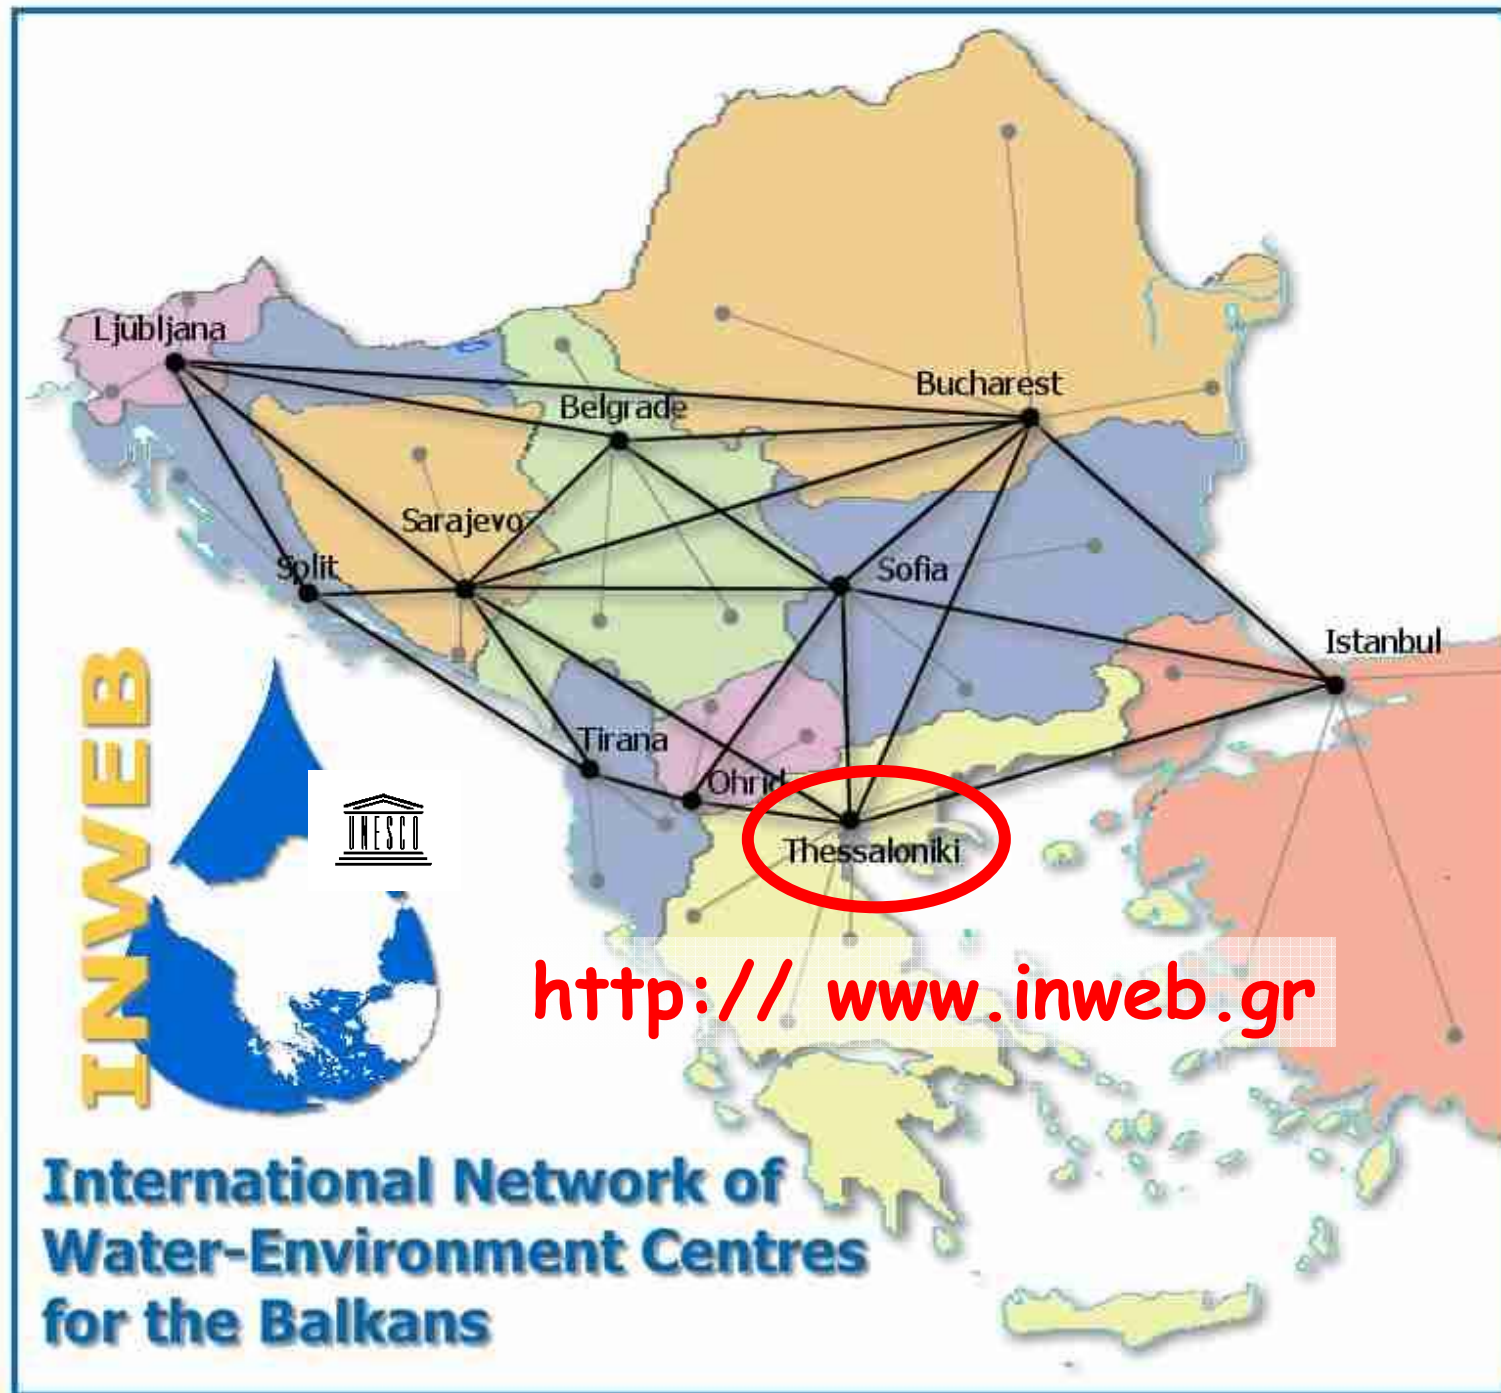 Ljubljana
Bucharest
Belgrade
Sarajevo
Split
Sofia
Istanbul
Tirana
Ohrid
Thessaloniki
INWEB
UNESCO
http:// www.inweb.gr
International Network of
Water-Environment Centres
for the Balkans